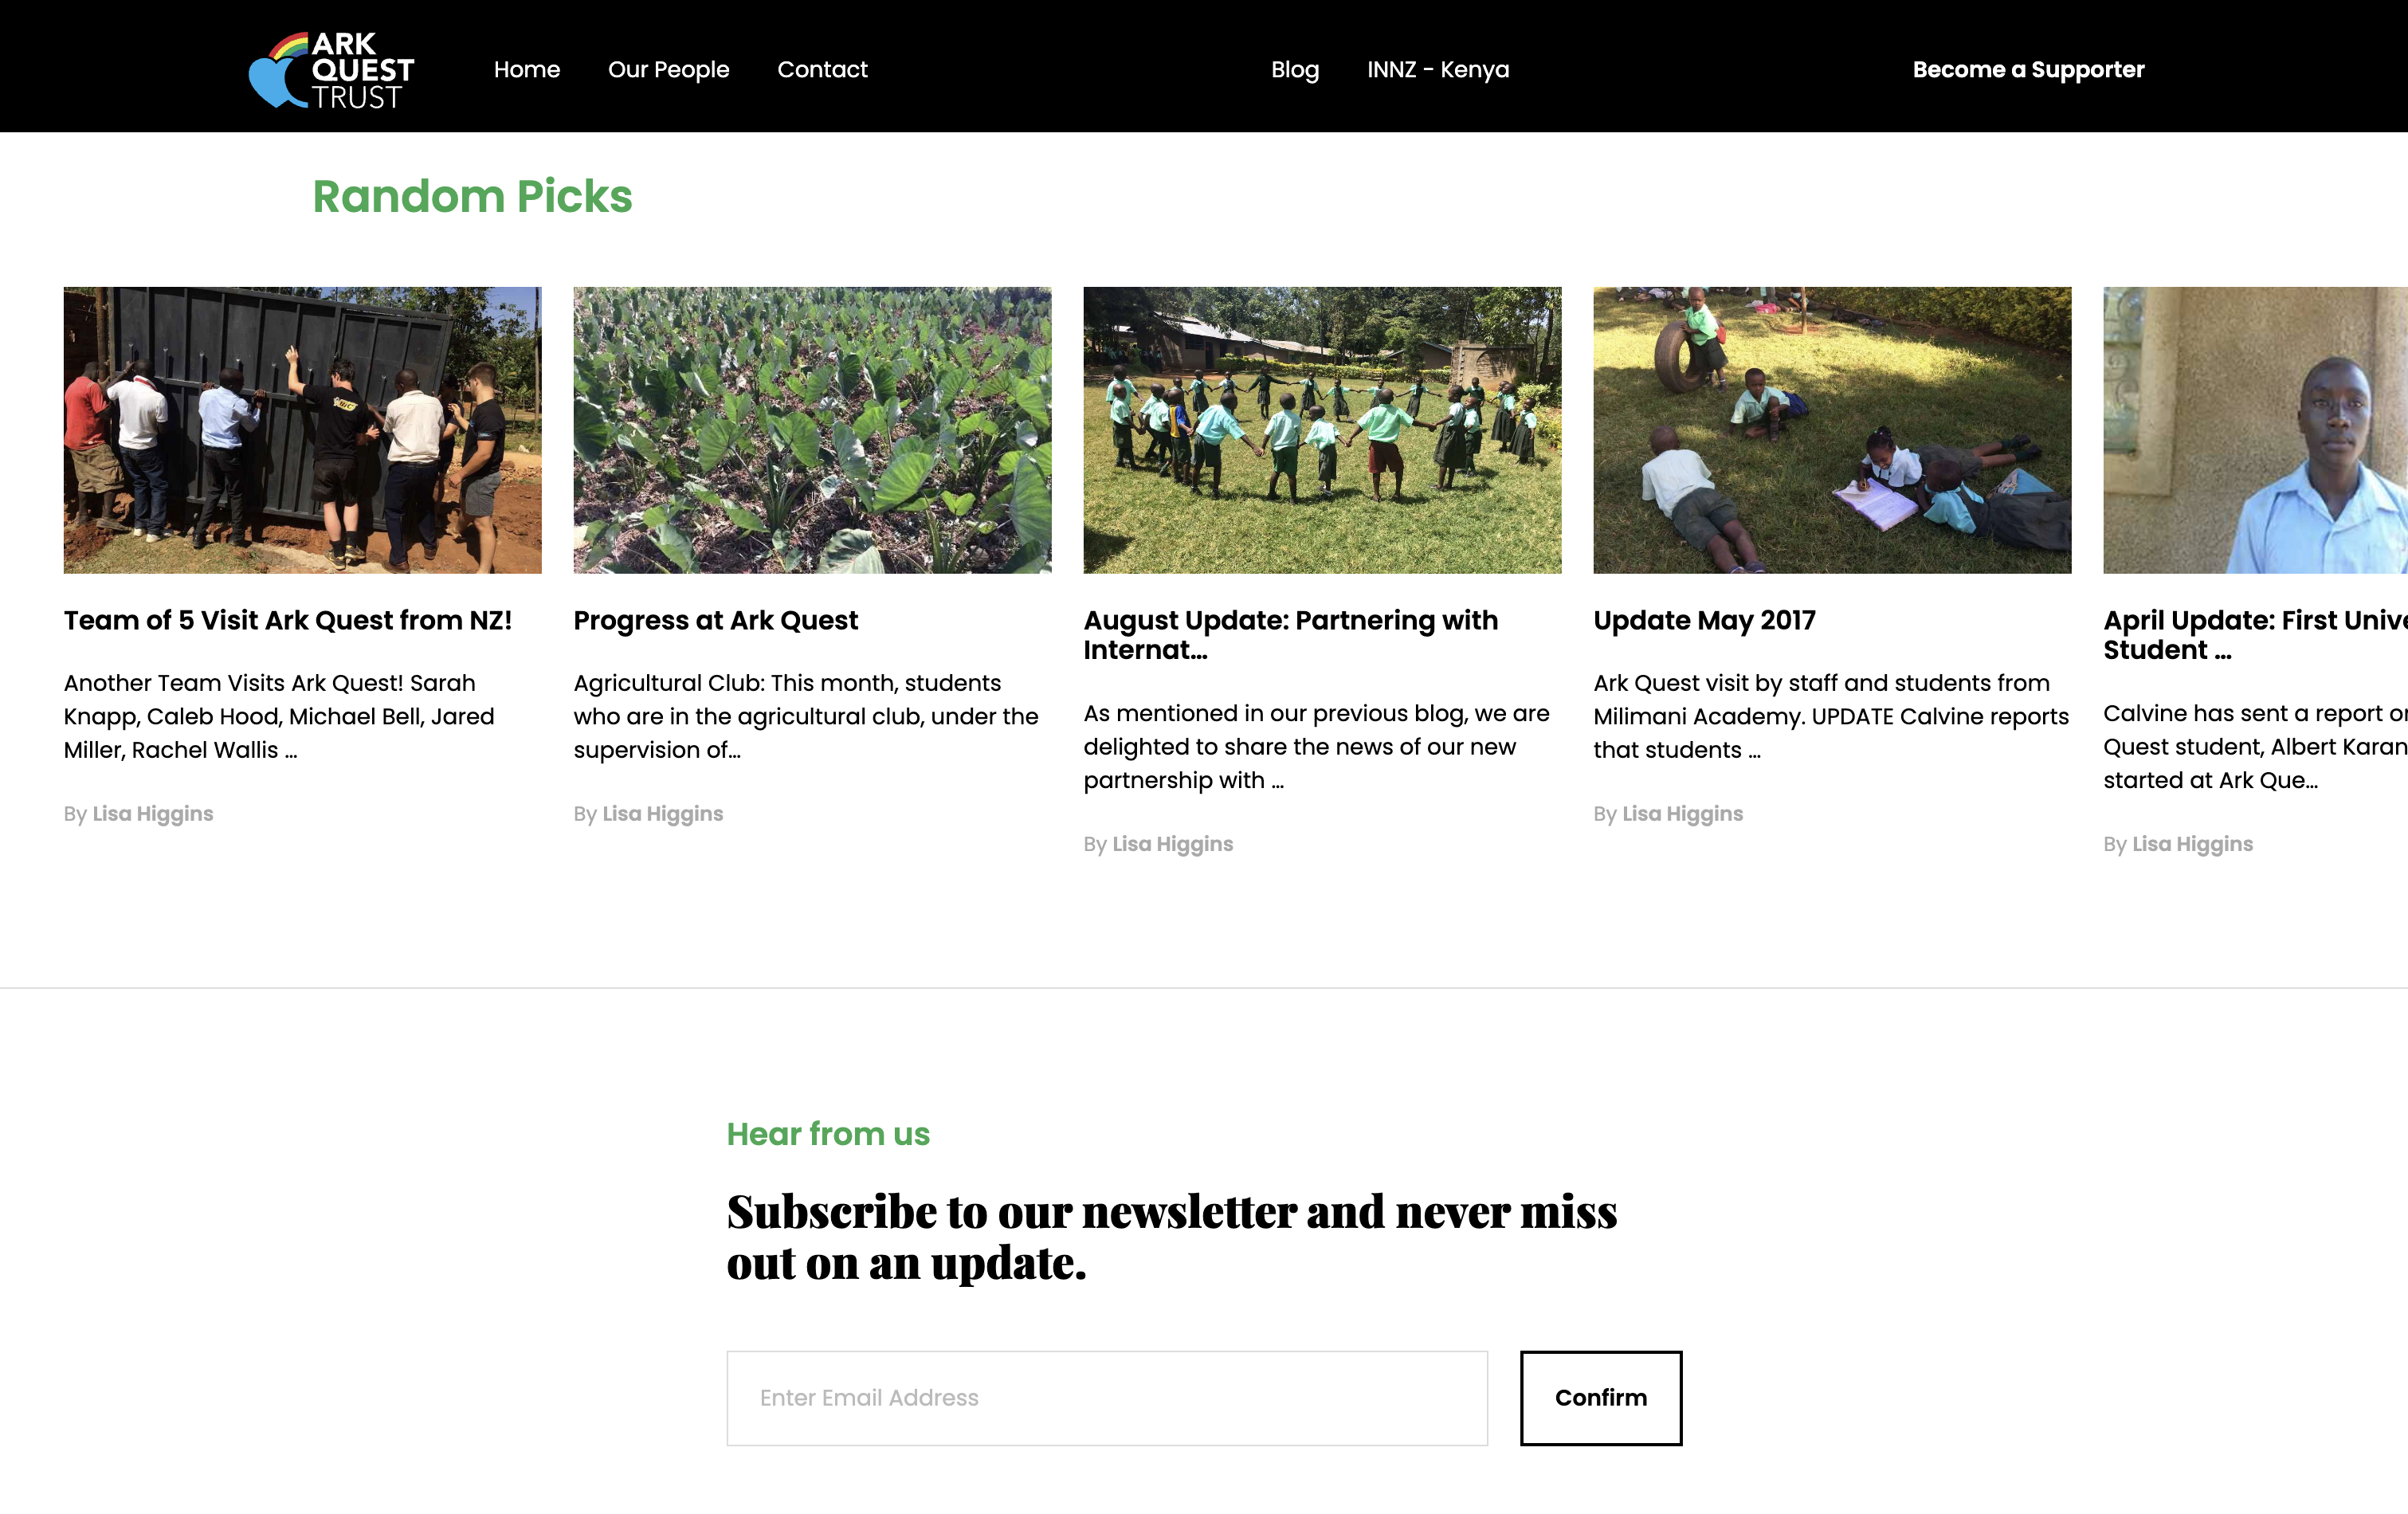 ARK
QUEST
TRUST
Home
Our People
Contact
Blog
INNZ - Kenya
Become a Supporter
Random Picks
Team of 5 Visit Ark Quest from NZ!
Another Team Visits Ark Quest! Sarah
Knapp, Caleb Hood, Michael Bell, Jared
Miller, Rachel Wallis ...
By Lisa Higgins
Progress at Ark Quest
Agricultural Club: This month, students
who are in the agricultural club, under the
supervision of...
By Lisa Higgins
August Update: Partnering with
Internat...
As mentioned in our previous blog, we are
delighted to share the news of our new
partnership with ...
By Lisa Higgins
Update May 2017
Ark Quest visit by staff and students from
Milimani Academy. UPDATE Calvine reports
that students ...
By Lisa Higgins
April Update: First Unive
Student ...
Calvine has sent a report o
Quest student, Albert Karan
started at Ark Que...
By Lisa Higgins
Hear from us
Subscribe to our newsletter and never miss
out on an update.
Enter Email Address
Confirm